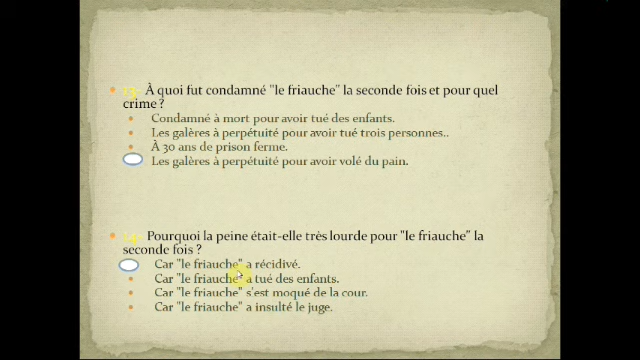 13- À quoi fut condamné "le friauche" la seconde fois et pour quel
crime ?
Condamné à mort pour avoir tué des enfants.
Les galères à perpétuité pour avoir tué trois personnes..
À 30 ans de prison ferme.
Les galères à perpétuité pour avoir volé du pain.
14- Pourquoi la peine était-elle très lourde pour "le friauche" la
seconde fois ?
Car "le friauche" a récidivé.
Car "le friauche" a tué des enfants.
Car "le friauche" s'est moqué de la cour.
Car "le friauche" a insulté le juge.